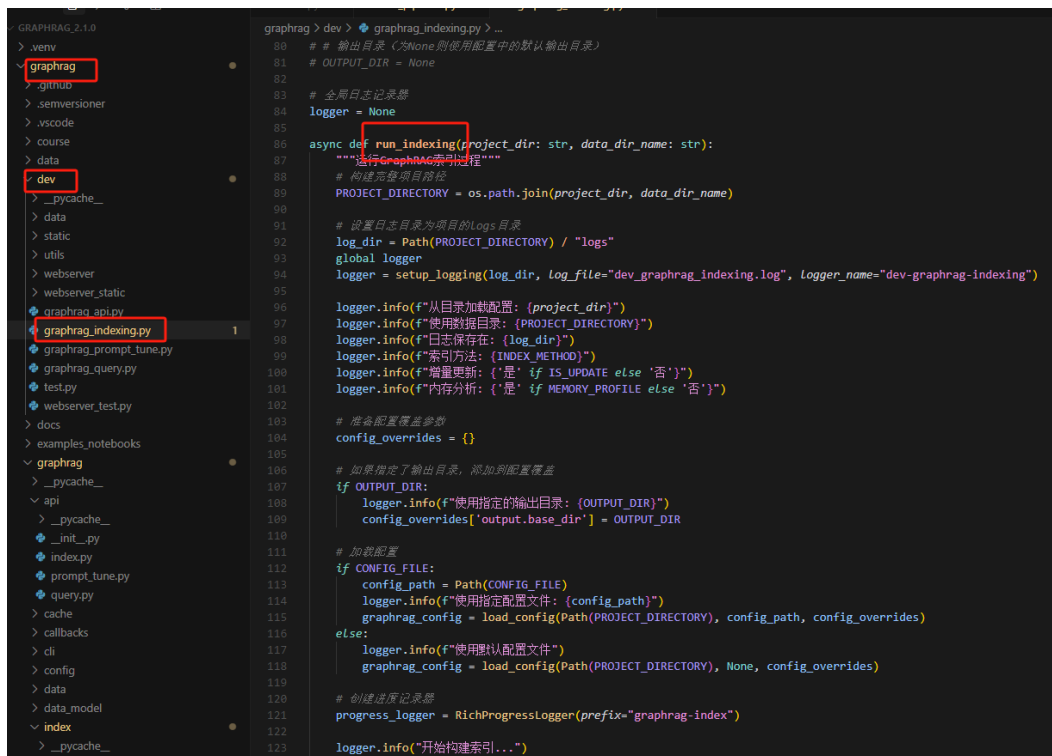 GRAPHRAG_2.1.0
.venv
graphrag
.github
.semversioner
.vscode
course
data
dev
__pycache__
data
static
utils
webserver
webserver_static
graphrag_api.py
graphrag_indexing.py 1
graphrag_prompt_tune.py
graphrag_query.py
test.py
webserver_test.py
docs
examples_notebooks
graphrag
__pycache__
api
__pycache__
__init__.py
index.py
prompt_tune.py
query.py
cache
callbacks
cli
config
data
data_model
index
__pycache__
graphrag > dev > graphrag_indexing.py > ...
80 # # 输出目录（为None则使用配置中的默认输出目录）
81 # OUTPUT_DIR = None
82
83 # 全局日志记录器
84 logger = None
85
86 async def run_indexing(project_dir: str, data_dir_name: str):
87 """运行GraphRAG索引过程"""
88 # 构建完整项目路径
89 PROJECT_DIRECTORY = os.path.join(project_dir, data_dir_name)
90
91 # 设置日志目录为项目的logs目录
92 log_dir = Path(PROJECT_DIRECTORY) / "logs"
93 global logger
94 logger = setup_logging(log_dir, log_file="dev_graphrag_indexing.log", logger_name="dev-graphrag-indexing")
95
96 logger.info(f"从目录加载配置: {project_dir}")
97 logger.info(f"使用数据目录: {PROJECT_DIRECTORY}")
98 logger.info(f"日志保存在: {log_dir}")
99 logger.info(f"索引方法: {INDEX_METHOD}")
100 logger.info(f"增量更新: {'是' if IS_UPDATE else '否'}")
101 logger.info(f"内存分析: {'是' if MEMORY_PROFILE else '否'}")
102
103 # 准备配置覆盖参数
104 config_overrides = {}
105
106 # 如果指定了输出目录，添加到配置覆盖
107 if OUTPUT_DIR:
108 logger.info(f"使用指定的输出目录: {OUTPUT_DIR}")
109 config_overrides['output.base_dir'] = OUTPUT_DIR
110
111 # 加载配置
112 if CONFIG_FILE:
113 config_path = Path(CONFIG_FILE)
114 logger.info(f"使用指定配置文件: {config_path}")
115 graphrag_config = load_config(Path(PROJECT_DIRECTORY), config_path, config_overrides)
116 else:
117 logger.info(f"使用默认配置文件")
118 graphrag_config = load_config(Path(PROJECT_DIRECTORY), None, config_overrides)
119
120 # 创建进度记录器
121 progress_logger = RichProgressLogger(prefix="graphrag-index")
122
123 logger.info("开始构建索引...")